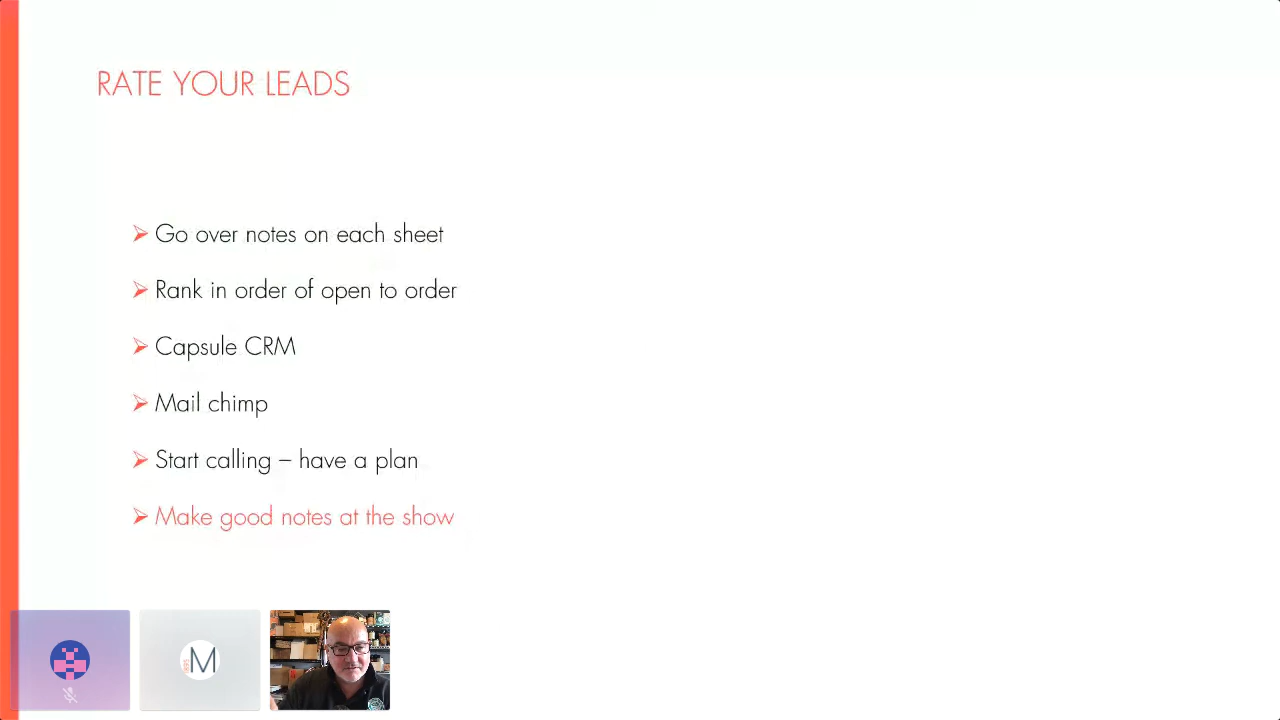 RATE YOUR LEADS
Go over notes on each sheet
Rank in order of open to order
Capsule CRM
Mail chimp
Start calling – have a plan
Make good notes at the show
M